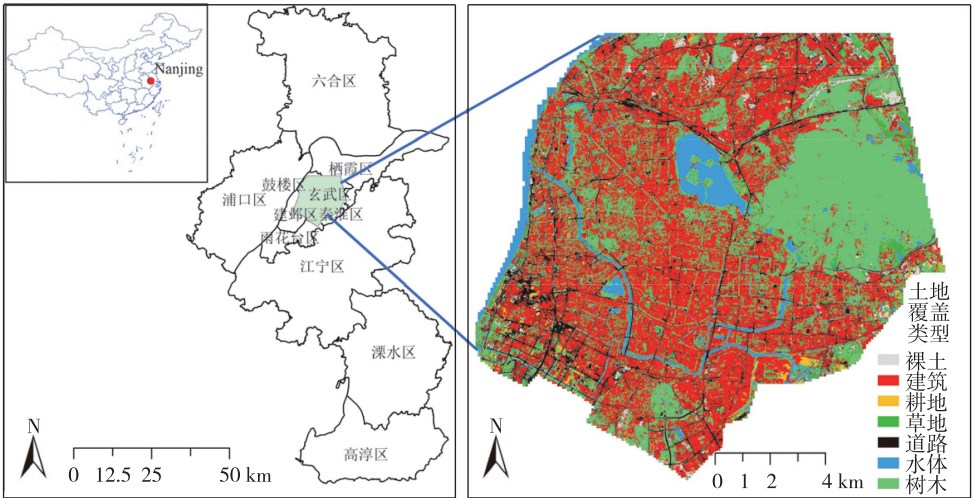 Nanjing
六合区
栖霞区
鼓楼区
浦口区
玄武区
建邺区
秦淮区
雨花台区
江宁区
溧水区
高淳区
N
0 12.5 25 50 km
土地
覆盖
类型
裸土
建筑
耕地
草地
道路
水体
树木
N
0 1 2 4 km